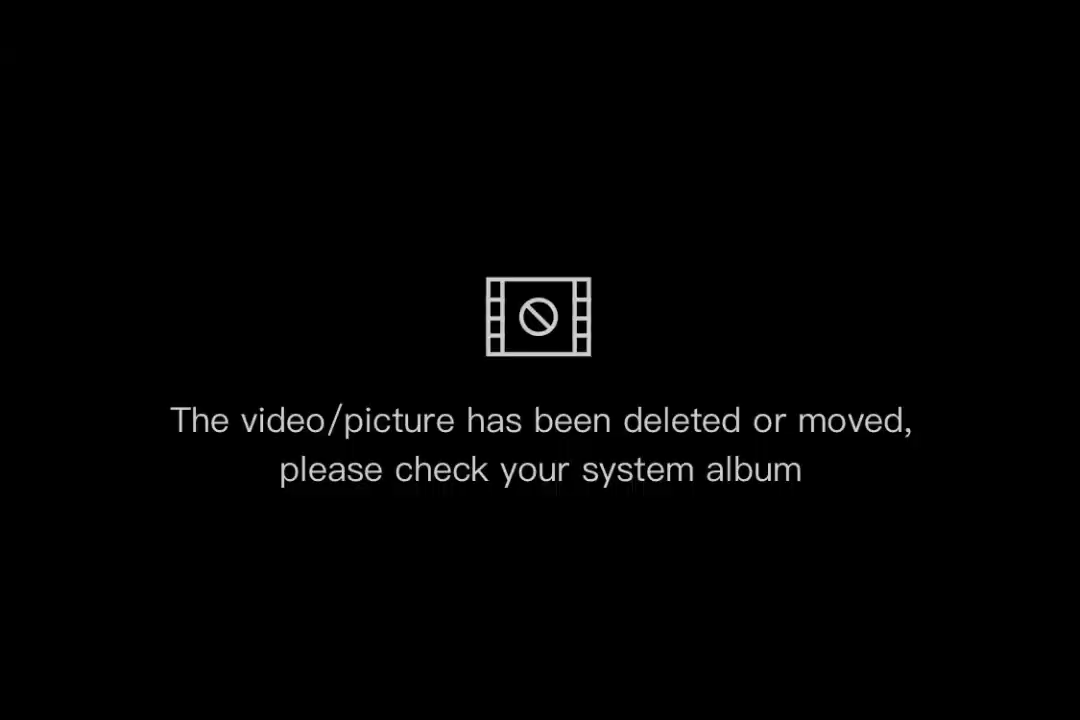 The video/picture has been deleted or moved,
please check your system album